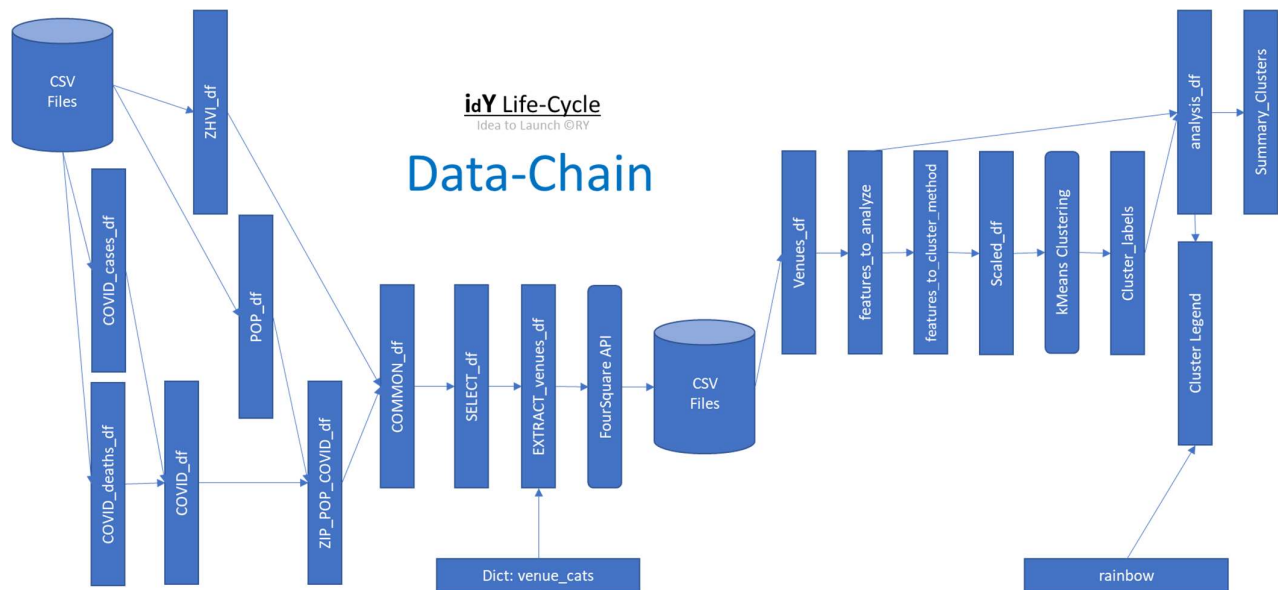 CSV
Files
ZHVI_df
COVID_cases_df
POP_df
COVID_deaths_df
COVID_df
ZIP_POP_COVID_df
idY Life-Cycle
Idea to Launch ©RY
Data-Chain
COMMON_df
SELECT_df
EXTRACT_venues_df
FourSquare API
Dict: venue_cats
CSV
Files
Venues_df
features_to_analyze
features_to_cluster_method
Scaled_df
kMeans Clustering
Cluster_labels
analysis_df
Summary_Clusters
Cluster Legend
rainbow